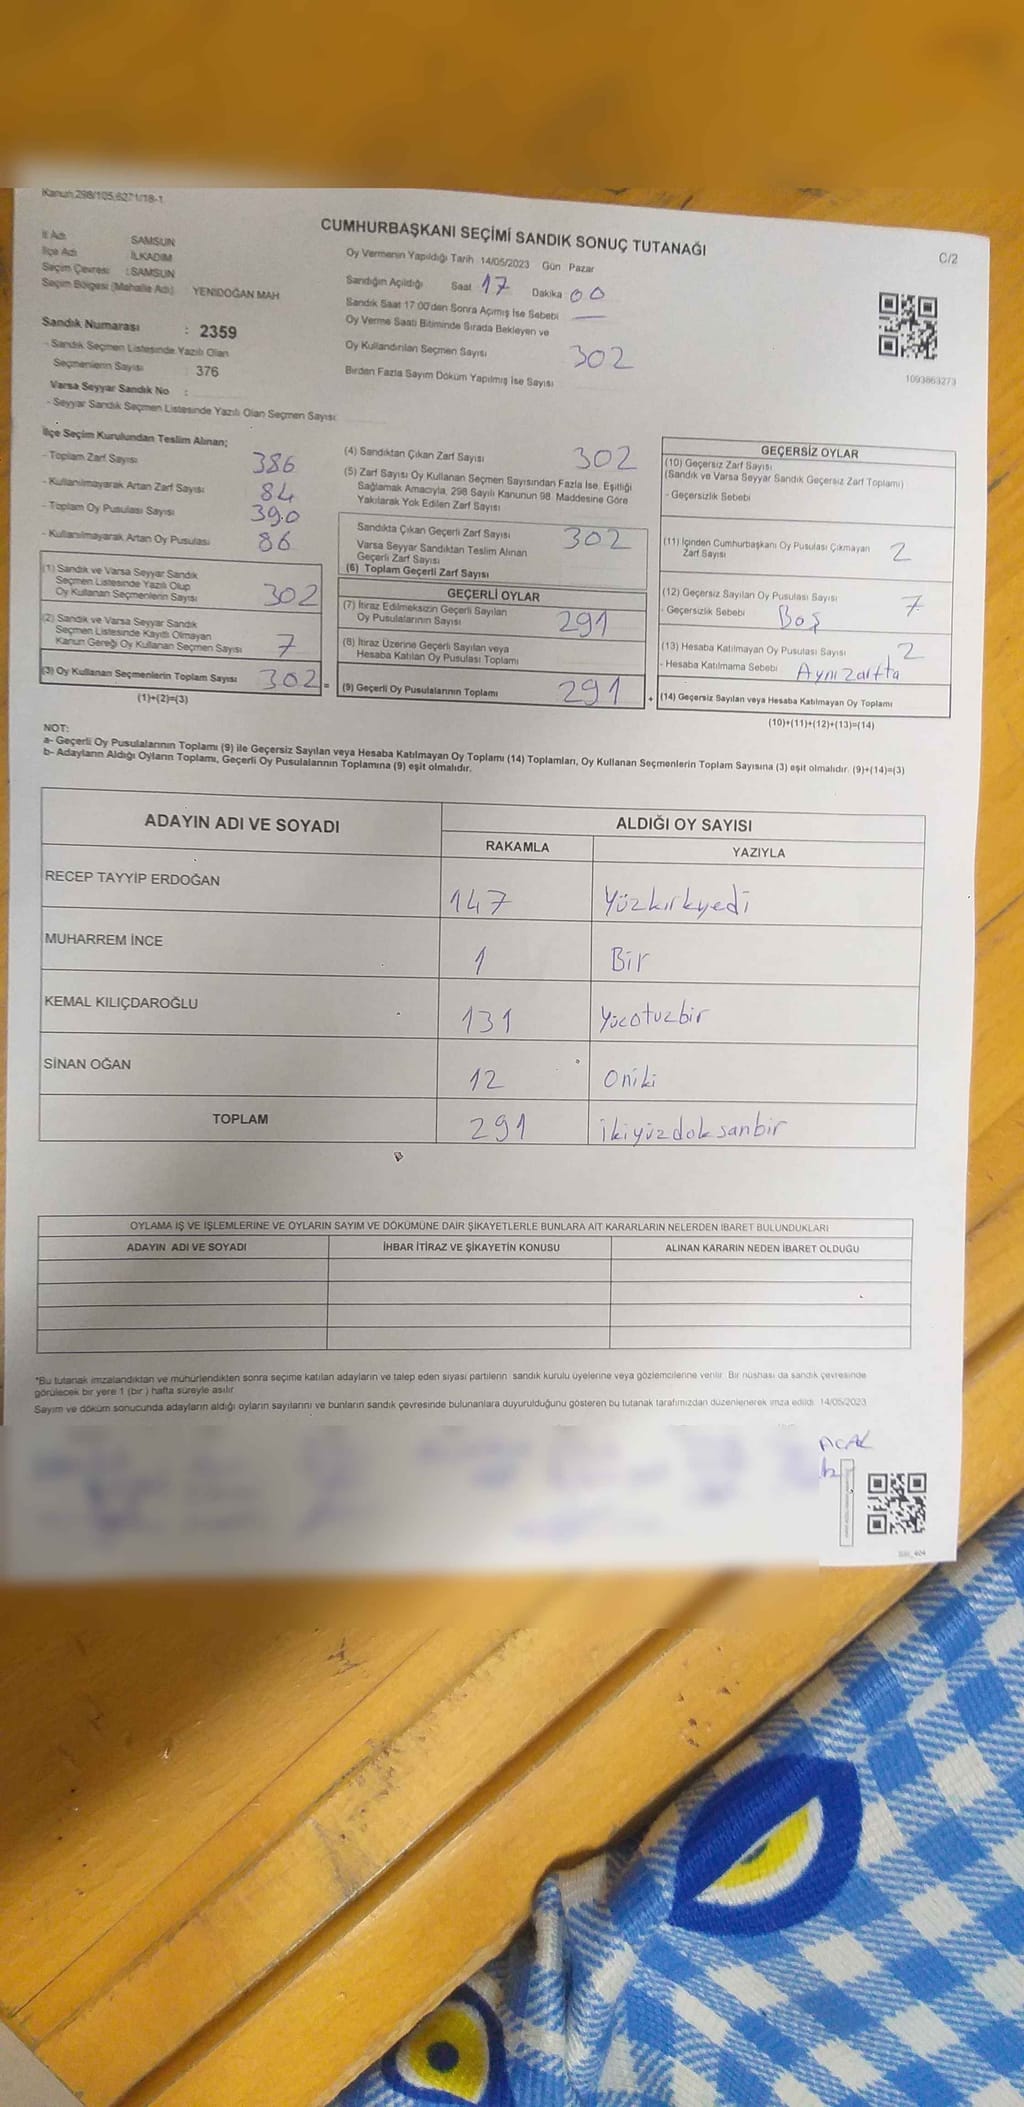 Kanun:298/105,6271/18-1
CUMHURBAŞKANI SEÇİMİ SANDIK SONUÇ TUTANAĞI
C/2
İl Adı SAMSUN
İlçe Adı İLKADIM
Seçim Çevresi : SAMSUN
Seçim Bölgesi (Mahalle Adı) YENİDOĞAN MAH
Sandık Numarası : 2359
- Sandık Seçmen Listesinde Yazılı Olan
Seçmenlerin Sayısı 376
Varsa Seyyar Sandık No :
- Seyyar Sandık Seçmen Listesinde Yazılı Olan Seçmen Sayısı:
Oy Vermenin Yapıldığı Tarih 14/05/2023 Gün Pazar
Sandığın Açıldığı Saat 17 Dakika 00
Sandık Saat 17:00'den Sonra Açımış İse Sebebi —
Oy Verme Saati Bitiminde Sırada Bekleyen ve
Oy Kullandırılan Seçmen Sayısı 302
Birden Fazla Sayım Döküm Yapılmış İse Sayısı
1093863273
İlçe Seçim Kurulundan Teslim Alınan;
- Toplam Zarf Sayısı 386
- Kullanılmayarak Artan Zarf Sayısı 84
- Toplam Oy Pusulası Sayısı 390
- Kullanılmayarak Artan Oy Pusulası 86
(1) Sandık ve Varsa Seyyar Sandık
Seçmen Listesinde Yazılı Olup
Oy Kullanan Seçmenlerin Sayısı 302
(2) Sandık ve Varsa Seyyar Sandık
Seçmen Listesinde Kayıtlı Olmayan
Kanun Gereği Oy Kullanan Seçmen Sayısı 7
(3) Oy Kullanan Seçmenlerin Toplam Sayısı 302 =
(1)+(2)=(3)
(4) Sandıktan Çıkan Zarf Sayısı 302
(5) Zarf Sayısı Oy Kullanan Seçmen Sayısından Fazla İse, Eşitliği
Sağlamak Amacıyla, 298 Sayılı Kanunun 98. Maddesine Göre
Yakılarak Yok Edilen Zarf Sayısı
Sandıkta Çıkan Geçerli Zarf Sayısı 302
Varsa Seyyar Sandıktan Teslim Alınan
Geçerli Zarf Sayısı
(6) Toplam Geçerli Zarf Sayısı
GEÇERLİ OYLAR
(7) İtiraz Edilmeksizin Geçerli Sayılan
Oy Pusulalarının Sayısı 291
(8) İtiraz Üzerine Geçerli Sayılan veya
Hesaba Katılan Oy Pusulası Toplamı
(9) Geçerli Oy Pusulalarının Toplamı 291 +
GEÇERSİZ OYLAR
(10) Geçersiz Zarf Sayısı
(Sandık ve Varsa Seyyar Sandık Geçersiz Zarf Toplamı)
- Geçersizlik Sebebi
(11) İçinden Cumhurbaşkanı Oy Pusulası Çıkmayan
Zarf Sayısı 2
(12) Geçersiz Sayılan Oy Pusulası Sayısı 7
- Geçersizlik Sebebi Boş
(13) Hesaba Katılmayan Oy Pusulası Sayısı 2
- Hesaba Katılmama Sebebi Aynı zarfta
(14) Geçersiz Sayılan veya Hesaba Katılmayan Oy Toplamı
(10)+(11)+(12)+(13)=(14)
NOT:
a- Geçerli Oy Pusulalarının Toplamı (9) ile Geçersiz Sayılan veya Hesaba Katılmayan Oy Toplamı (14) Toplamları, Oy Kullanan Seçmenlerin Toplam Sayısına (3) eşit olmalıdır. (9)+(14)=(3)
b- Adayların Aldığı Oyların Toplamı, Geçerli Oy Pusulalarının Toplamına (9) eşit olmalıdır.
ADAYIN ADI VE SOYADI ALDIĞI OY SAYISI
RAKAMLA YAZIYLA
RECEP TAYYİP ERDOĞAN 147 Yüzkırkyedi
MUHARREM İNCE 1 Bir
KEMAL KILIÇDAROĞLU 131 Yücotuzbir
SİNAN OĞAN 12 Oniki
TOPLAM 291 İkiyüzdoksanbir
OYLAMA İŞ VE İŞLEMLERİNE VE OYLARIN SAYIM VE DÖKÜMÜNE DAİR ŞİKAYETLERLE BUNLARA AİT KARARLARIN NELERDEN İBARET BULUNDUKLARI
ADAYIN ADI VE SOYADI İHBAR İTİRAZ VE ŞİKAYETİN KONUSU ALINAN KARARIN NEDEN İBARET OLDUĞU
*Bu tutanak imzalandıktan ve mühürlendikten sonra seçime katılan adayların ve talep eden siyasi partilerin sandık kurulu üyelerine veya gözlemcilerine verilir. Bir nüshası da sandık çevresinde
görülecek bir yere 1 (bir ) hafta süreyle asılır
Sayım ve döküm sonucunda adayların aldığı oyların sayılarını ve bunların sandık çevresinde bulunanlara duyurulduğunu gösteren bu tutanak tarafımızdan düzenlenerek imza edildi. 14/05/2023
ACAR